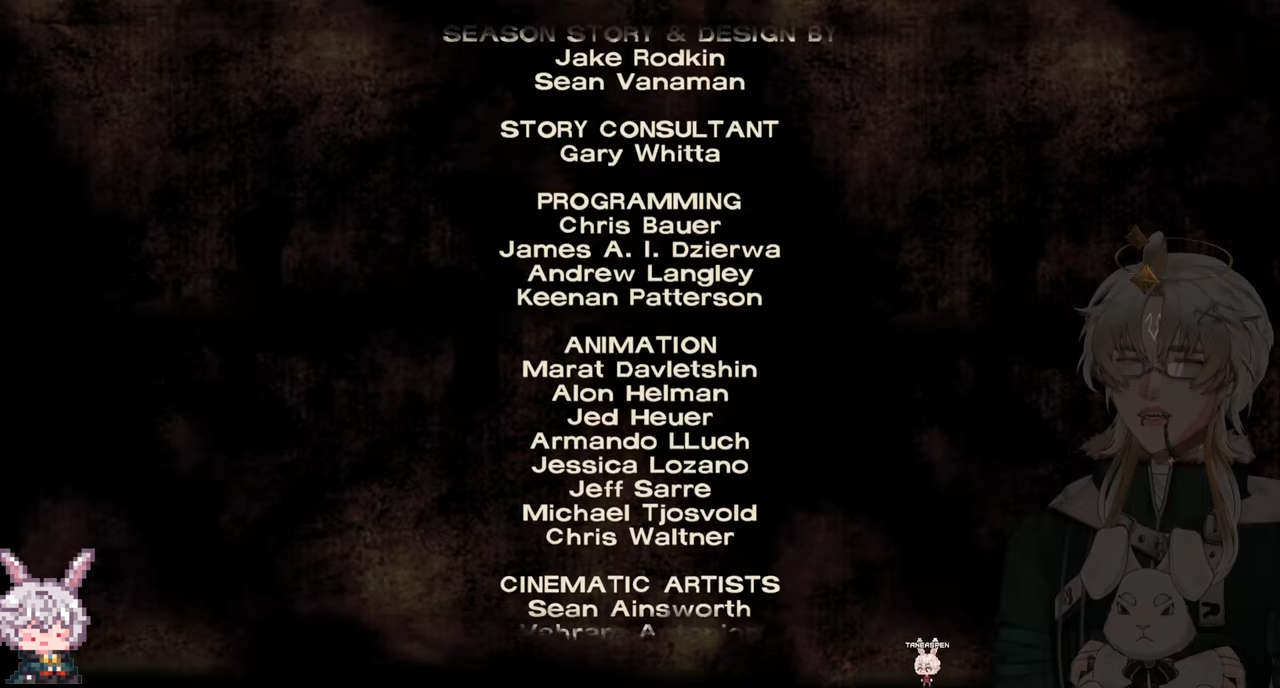 SEASON STORY & DESIGN BY
Jake Rodkin
Sean Vanaman
STORY CONSULTANT
Gary Whitta
PROGRAMMING
Chris Bauer
James A. I. Dzierwa
Andrew Langley
Keenan Patterson
ANIMATION
Marat Davletshin
Alon Helman
Jed Heuer
Armando LLuch
Jessica Lozano
Jeff Sarre
Michael Tjosvold
Chris Waltner
CINEMATIC ARTISTS
Sean Ainsworth